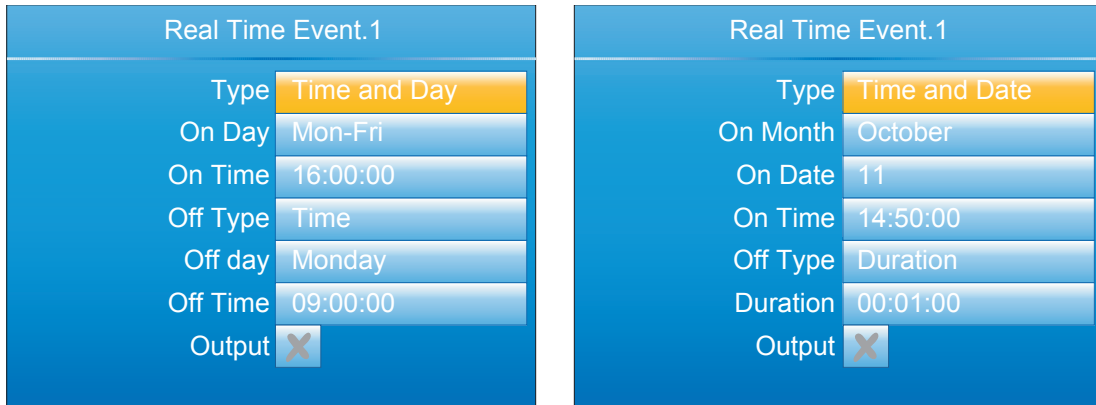 Real Time Event.1
Type Time and Day
On Day Mon-Fri
On Time 16:00:00
Off Type Time
Off day Monday
Off Time 09:00:00
Output
Real Time Event.1
Type Time and Date
On Month October
On Date 11
On Time 14:50:00
Off Type Duration
Duration 00:01:00
Output